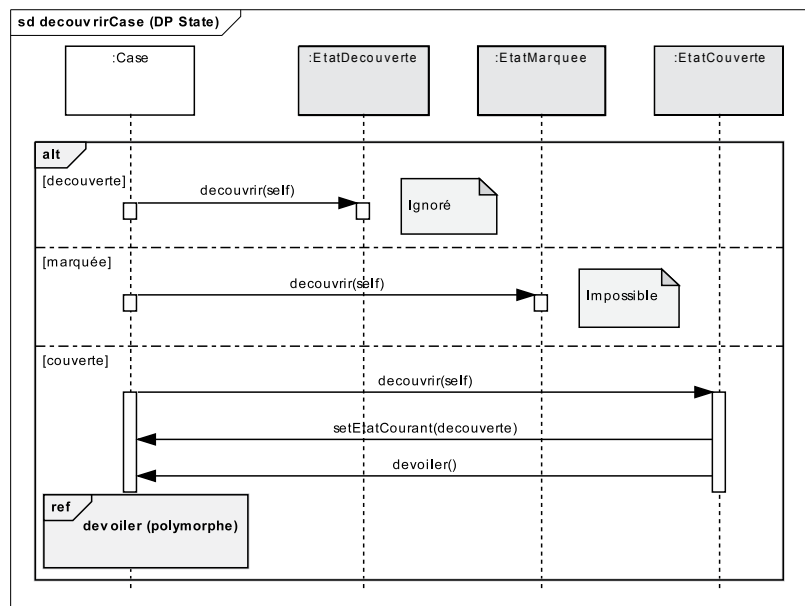 sd decouvrirCase (DP State)
:Case
:EtatDecouverte
:EtatMarquee
:EtatCouverte
alt
[decouverte]
decouvrir(self)
Ignoré
[marquée]
decouvrir(self)
Impossible
[couverte]
decouvrir(self)
setEtatCourant(decouverte)
devoiler()
ref
devoiler (polymorphe)